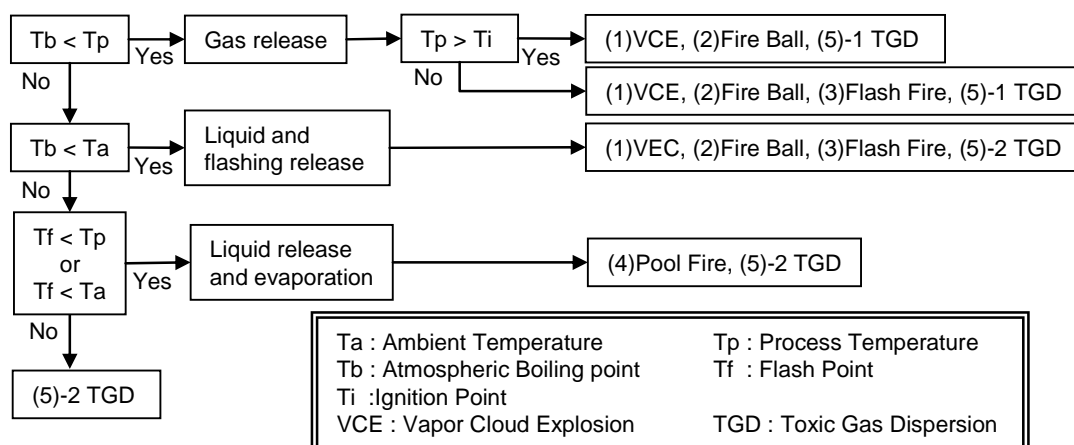 Tb < Tp
Yes
Gas release
Tp > Ti
Yes
(1)VCE, (2)Fire Ball, (5)-1 TGD
No
No
(1)VCE, (2)Fire Ball, (3)Flash Fire, (5)-1 TGD
Tb < Ta
Yes
Liquid and
flashing release
(1)VEC, (2)Fire Ball, (3)Flash Fire, (5)-2 TGD
No
Tf < Tp
or
Tf < Ta
Yes
Liquid release
and evaporation
(4)Pool Fire, (5)-2 TGD
No
(5)-2 TGD
Ta : Ambient Temperature Tp : Process Temperature
Tb : Atmospheric Boiling point Tf : Flash Point
Ti :Ignition Point
VCE : Vapor Cloud Explosion TGD : Toxic Gas Dispersion